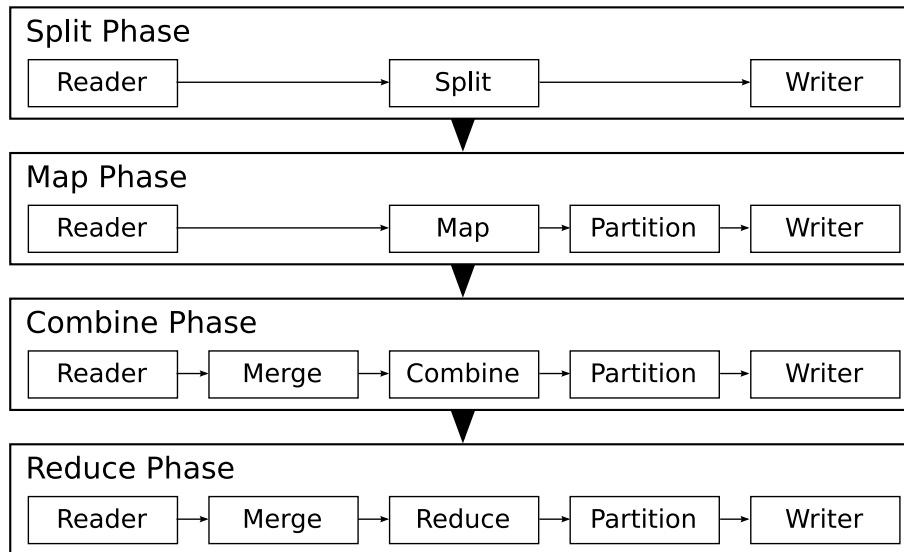 Split Phase
Reader Split Writer
Map Phase
Reader Map Partition Writer
Combine Phase
Reader Merge Combine Partition Writer
Reduce Phase
Reader Merge Reduce Partition Writer